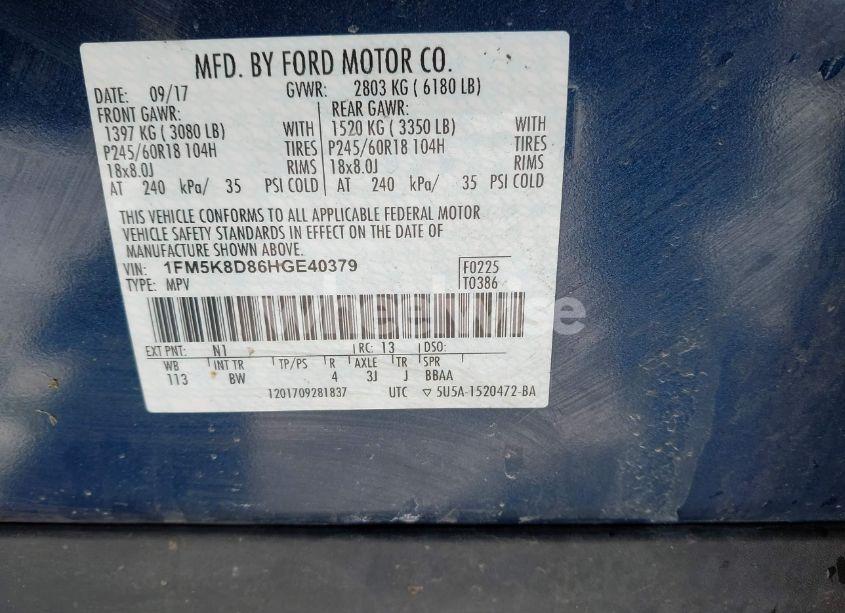 MFD. BY FORD MOTOR CO.
DATE: 09/17 GVWR: 2803 KG ( 6180 LB)
FRONT GAWR: REAR GAWR:
1397 KG ( 3080 LB) WITH 1520 KG ( 3350 LB) WITH
P245/60R18 104H TIRES P245/60R18 104H TIRES
18x8.0J RIMS 18x8.0J RIMS
AT 240 kPa/ 35 PSI COLD AT 240 kPa/ 35 PSI COLD
THIS VEHICLE CONFORMS TO ALL APPLICABLE FEDERAL MOTOR
VEHICLE SAFETY STANDARDS IN EFFECT ON THE DATE OF
MANUFACTURE SHOWN ABOVE.
VIN: 1FM5K8D86HGE40379 F0225
TYPE: MPV T0386
EXT PNT: N1 RC: 13 DSO:
WB INT TR TP/PS R AXLE TR SPR
113 BW 4 3J J BBAA
1201709281837 UTC ▽ 5U5A-1520472-BA